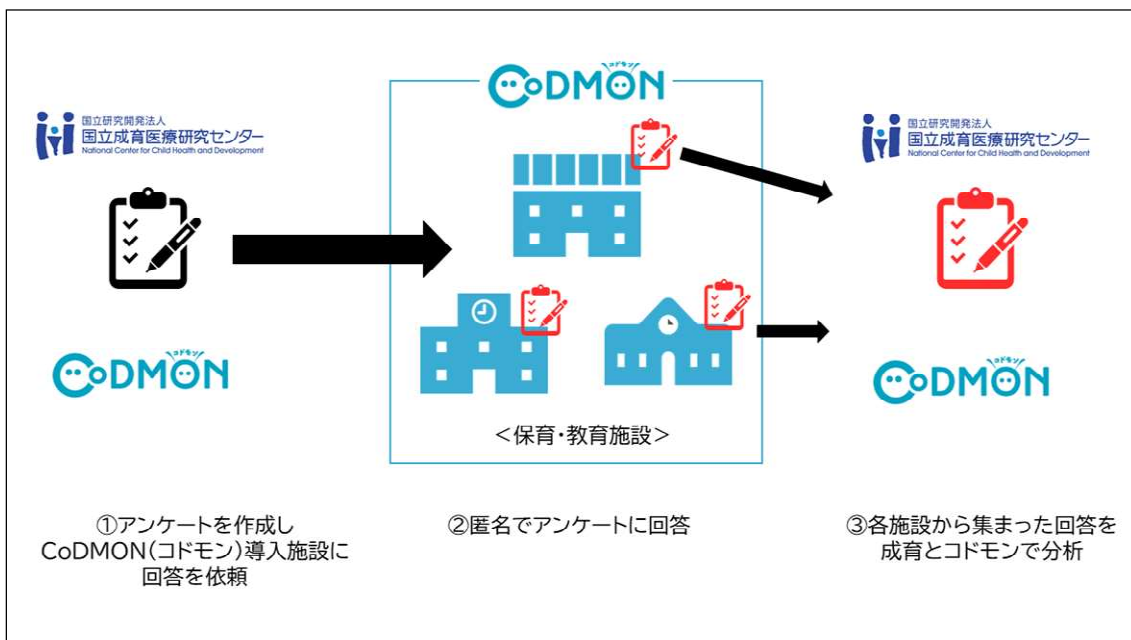 国立研究開発法人
国立成育医療研究センター
National Center for Child Health and Development
コドモン
CoDMON
①アンケートを作成し
CoDMON(コドモン)導入施設に
回答を依頼
コドモン
CoDMON
<保育・教育施設>
②匿名でアンケートに回答
国立研究開発法人
国立成育医療研究センター
National Center for Child Health and Development
コドモン
CoDMON
③各施設から集まった回答を
成育とコドモンで分析